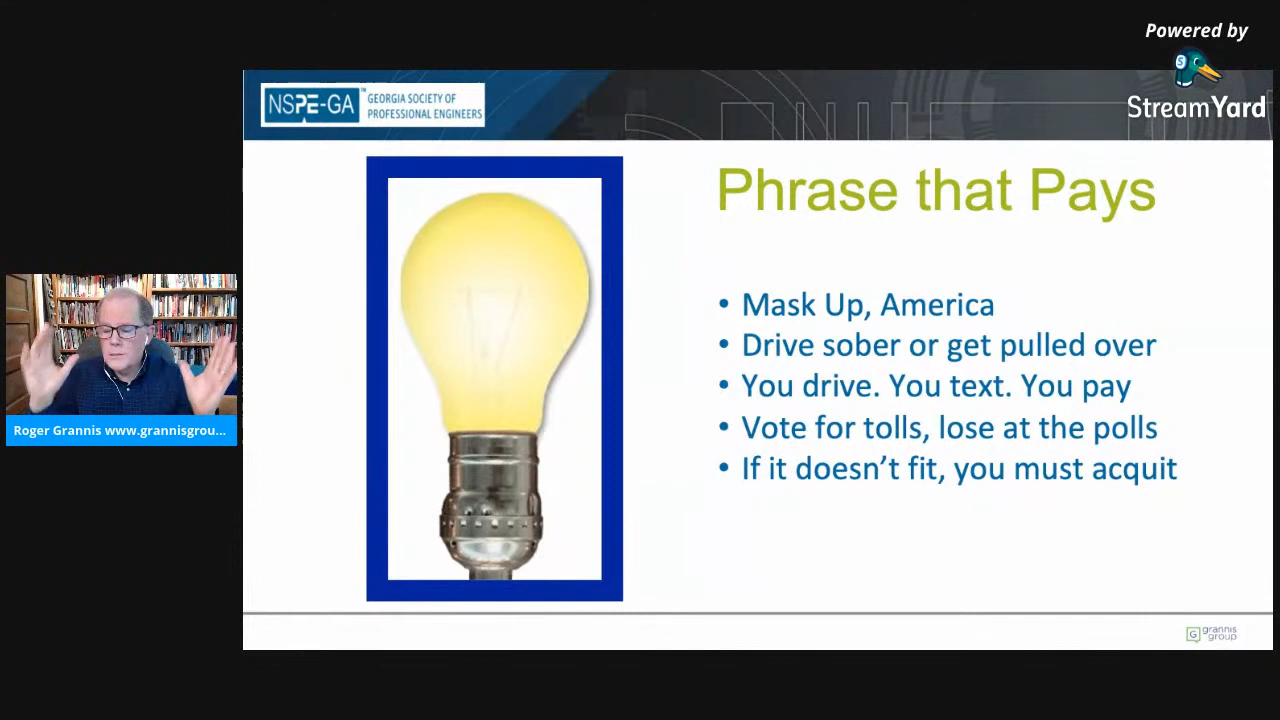 Powered by
StreamYard
NSPE-GA™ GEORGIA SOCIETY OF
PROFESSIONAL ENGINEERS
Phrase that Pays
• Mask Up, America
• Drive sober or get pulled over
• You drive. You text. You pay
• Vote for tolls, lose at the polls
• If it doesn’t fit, you must acquit
Roger Grannis www.grannisgrou...
G grannis
group